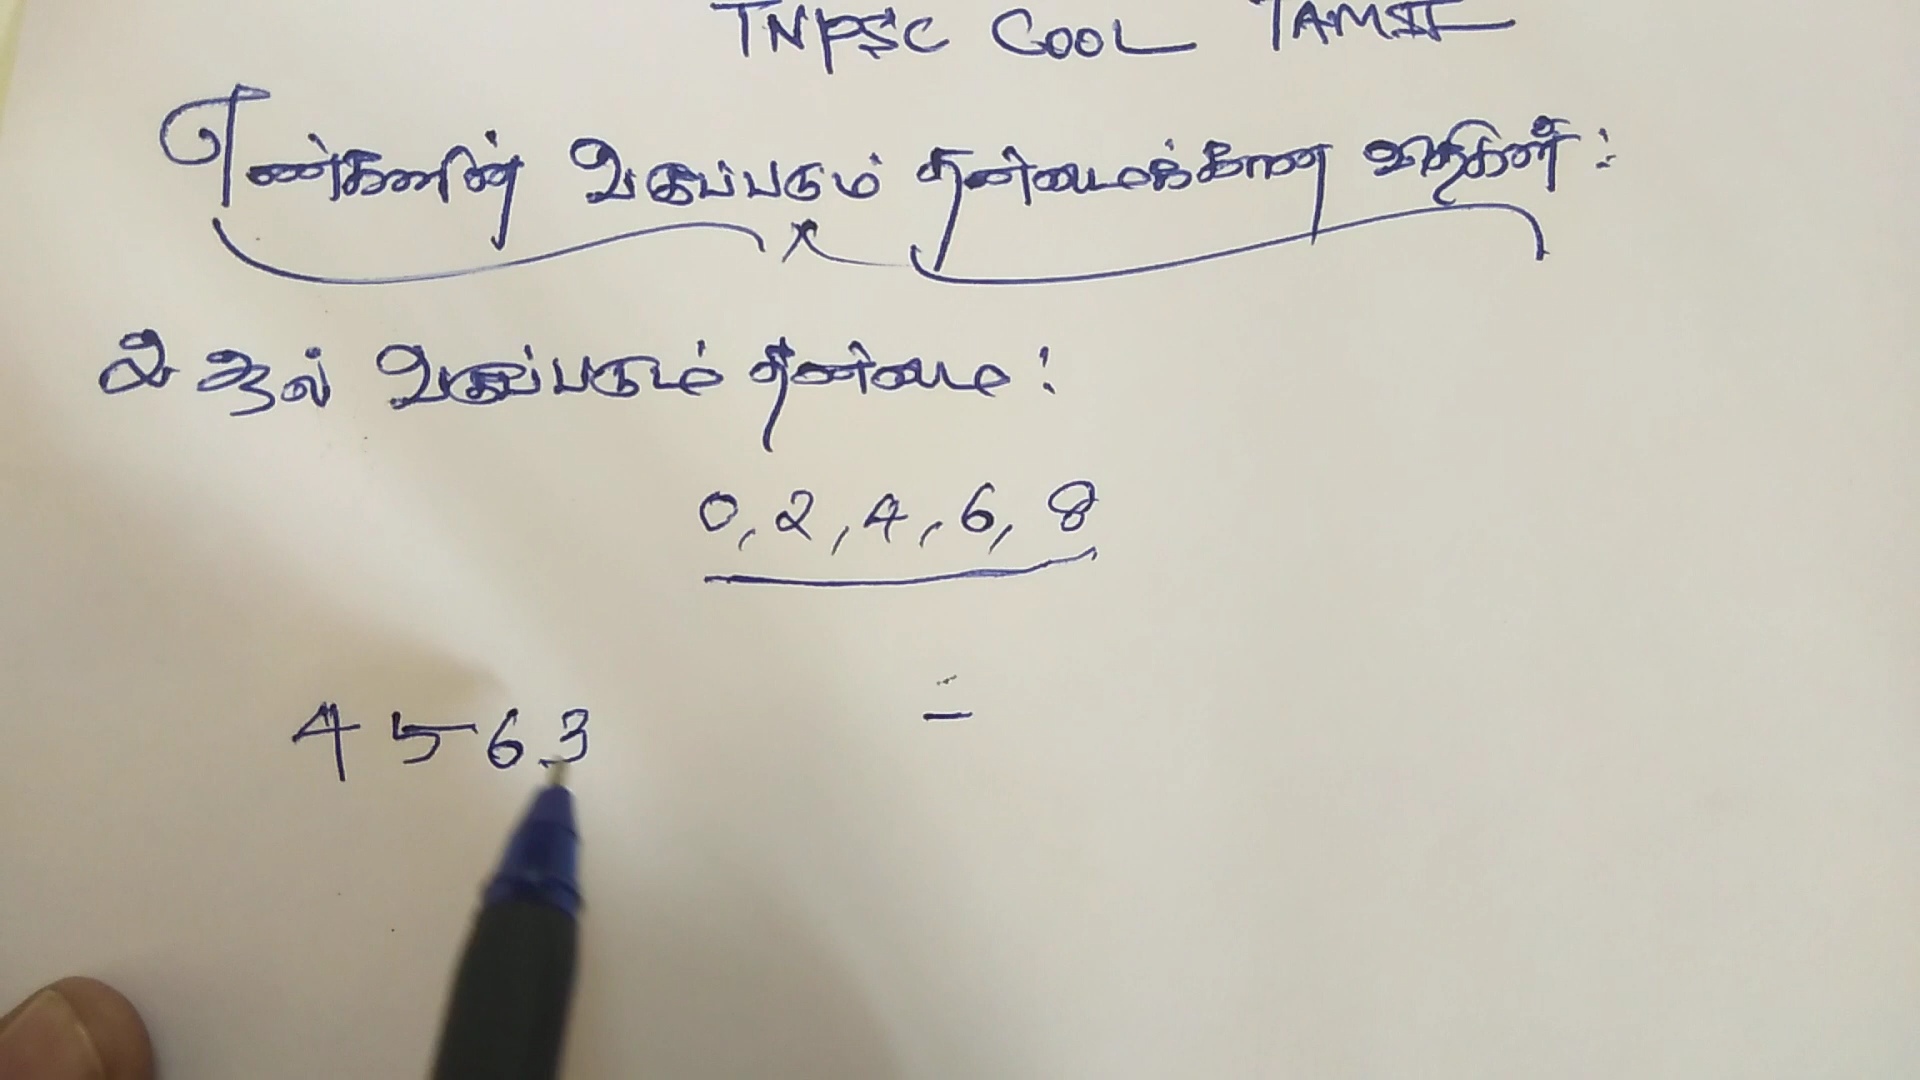 TNPSC COOL TAMIL
எண்களின் வகுப்படும் தன்மைக்கான விதிகள் :
2 ஆல் வகுப்படும் தன்மை :
0, 2, 4, 6, 8
4563